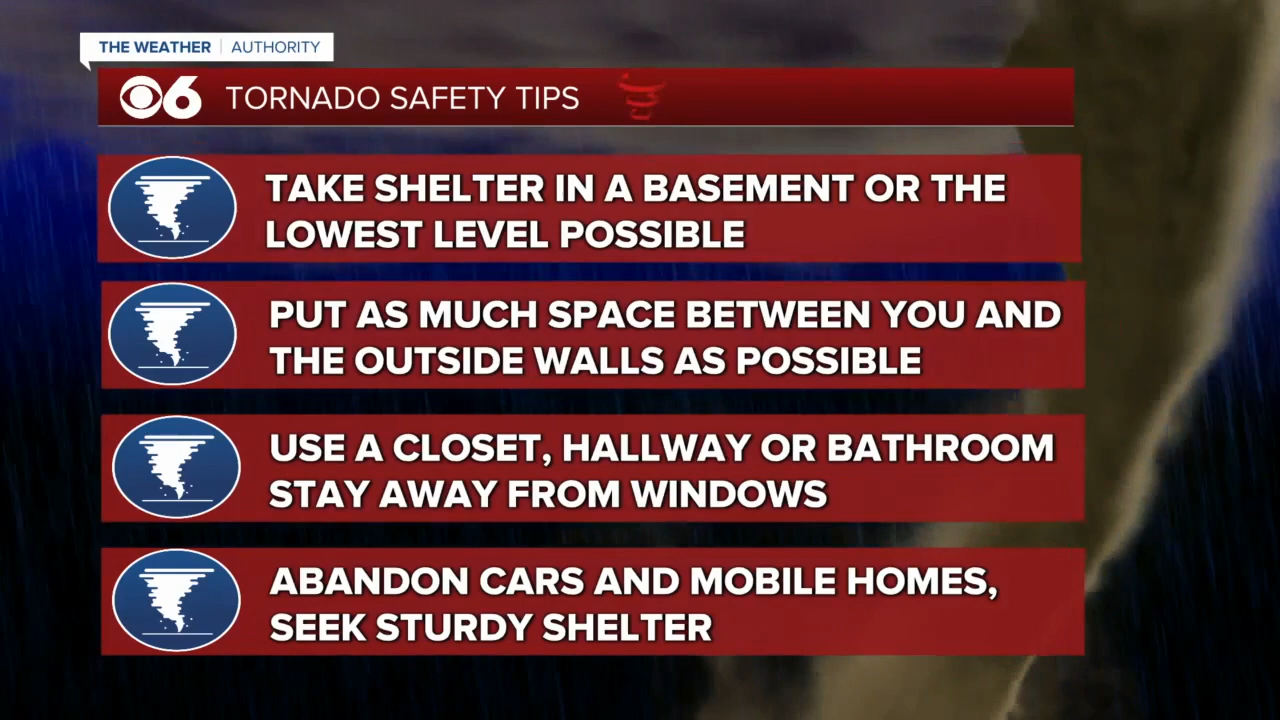 THE WEATHER | AUTHORITY
6 TORNADO SAFETY TIPS
TAKE SHELTER IN A BASEMENT OR THE
LOWEST LEVEL POSSIBLE
PUT AS MUCH SPACE BETWEEN YOU AND
THE OUTSIDE WALLS AS POSSIBLE
USE A CLOSET, HALLWAY OR BATHROOM
STAY AWAY FROM WINDOWS
ABANDON CARS AND MOBILE HOMES,
SEEK STURDY SHELTER